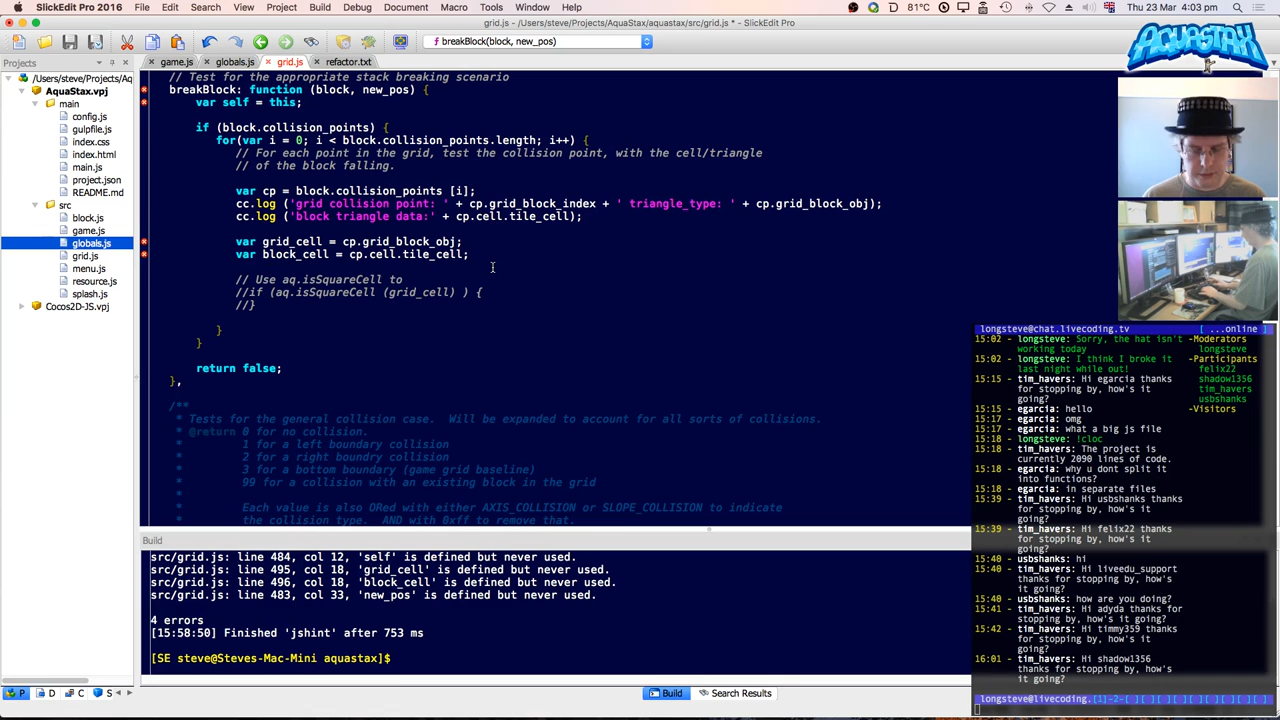 SlickEdit Pro 2016 File Edit Search View Project Build Debug Document Macro Tools Window Help 81°C Thu 23 Mar 4:03 pm
grid.js - /Users/steve/Projects/AquaStax/aquastax/src/grid.js * - SlickEdit Pro
breakBlock(block, new_pos)
AQUASTAX
Projects
game.js globals.js grid.js refactor.txt
/Users/steve/Projects/Aq
AquaStax.vpj
main
config.js
gulpfile.js
index.css
index.html
main.js
project.json
README.md
src
block.js
game.js
globals.js
grid.js
menu.js
resource.js
splash.js
Cocos2D-JS.vpj
// Test for the appropriate stack breaking scenario
breakBlock: function (block, new_pos) {
var self = this;
if (block.collision_points) {
for(var i = 0; i < block.collision_points.length; i++) {
// For each point in the grid, test the collision point, with the cell/triangle
// of the block falling.
var cp = block.collision_points [i];
cc.log ('grid collision point: ' + cp.grid_block_index + ' triangle_type: ' + cp.grid_block_obj);
cc.log ('block triangle data:' + cp.cell.tile_cell);
var grid_cell = cp.grid_block_obj;
var block_cell = cp.cell.tile_cell;
// Use aq.isSquareCell to
//if (aq.isSquareCell (grid_cell) ) {
//}
}
}
return false;
},
/**
* Tests for the general collision case.  Will be expanded to account for all sorts of collisions.
* @return 0 for no collision.
* 1 for a left boundary collision
* 2 for a right boundry collision
* 3 for a bottom boundary (game grid baseline)
* 99 for a collision with an existing block in the grid
*
* Each value is also ORed with either AXIS_COLLISION or SLOPE_COLLISION to indicate
* the collision type.  AND with 0xff to remove that.
Build
src/grid.js: line 484, col 12, 'self' is defined but never used.
src/grid.js: line 495, col 18, 'grid_cell' is defined but never used.
src/grid.js: line 496, col 18, 'block_cell' is defined but never used.
src/grid.js: line 483, col 33, 'new_pos' is defined but never used.
4 errors
[15:58:50] Finished 'jshint' after 753 ms
[SE steve@Steves-Mac-Mini aquastax]$
P D C S
Build Search Results
longsteve@chat.livecoding.tv [ ...online ]
15:02 - longsteve: Sorry, the hat isn't
working today
15:02 - longsteve: I think I broke it
last night while out!
15:15 - tim_havers: Hi egarcia thanks
for stopping by, how's it
going?
15:15 - egarcia: hello
15:17 - egarcia: omg
15:17 - egarcia: what a big js file
15:18 - longsteve: !cloc
15:18 - tim_havers: The project is
currently 2090 lines of code.
15:18 - egarcia: why u dont split it
into functions?
15:18 - egarcia: in separate files
15:39 - tim_havers: Hi usbshanks thanks
for stopping by, how's it
going?
15:39 - tim_havers: Hi felix22 thanks
for stopping by, how's it
going?
15:40 - usbshanks: hi
15:40 - tim_havers: Hi liveedu_support
thanks for stopping by, how's
it going?
15:40 - usbshanks: how are you doing?
15:41 - tim_havers: Hi adyda thanks for
stopping by, how's it going?
15:42 - tim_havers: Hi timmy359 thanks
for stopping by, how's it
going?
16:01 - tim_havers: Hi shadow1356
thanks for stopping by, how's
it going?
-Moderators
longsteve
-Participants
felix22
shadow1356
tim_havers
usbshanks
-Visitors
longsteve@livecoding.[1]-2-[ ][ ][ ][ ][ ][ ][ ][ ]